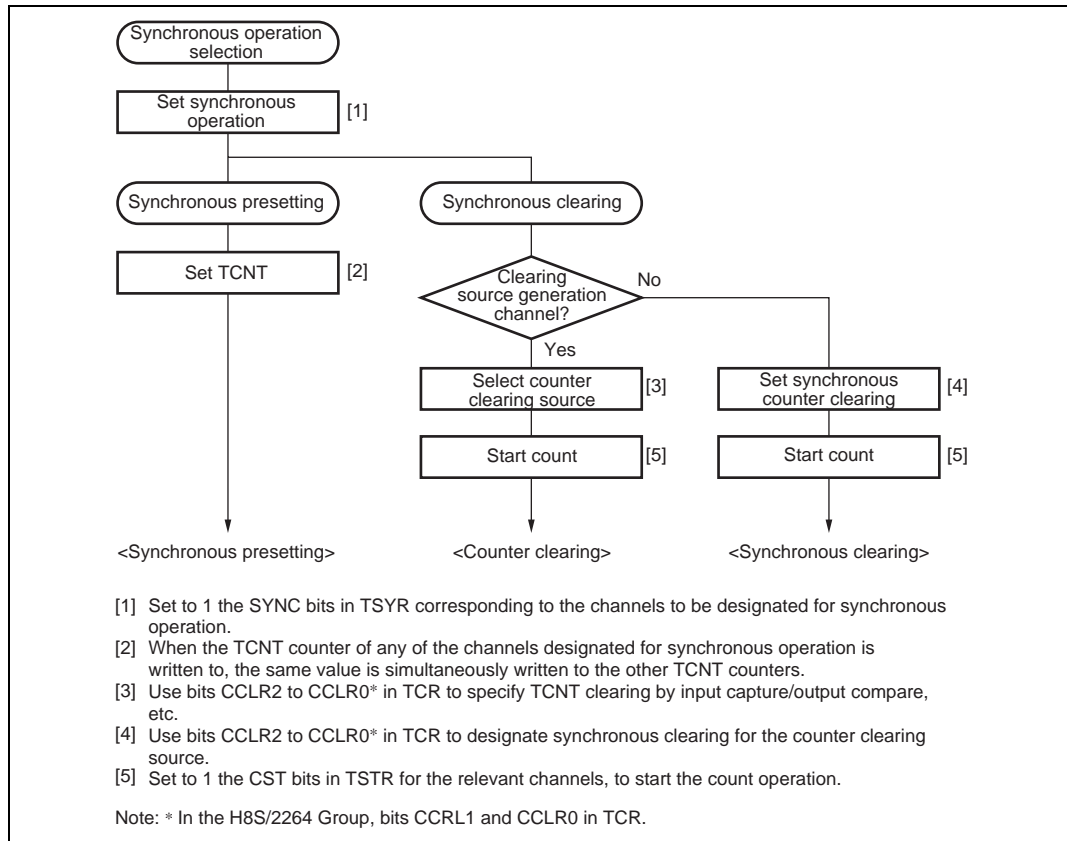 Synchronous operation
selection
Set synchronous
operation
[1]
Synchronous presetting
Synchronous clearing
Set TCNT
[2]
Clearing
source generation
channel?
No
Yes
Select counter
clearing source
[3]
Set synchronous
counter clearing
[4]
Start count
[5]
Start count
[5]
<Synchronous presetting>
<Counter clearing>
<Synchronous clearing>
[1] Set to 1 the SYNC bits in TSYR corresponding to the channels to be designated for synchronous
operation.
[2] When the TCNT counter of any of the channels designated for synchronous operation is
written to, the same value is simultaneously written to the other TCNT counters.
[3] Use bits CCLR2 to CCLR0* in TCR to specify TCNT clearing by input capture/output compare,
etc.
[4] Use bits CCLR2 to CCLR0* in TCR to designate synchronous clearing for the counter clearing
source.
[5] Set to 1 the CST bits in TSTR for the relevant channels, to start the count operation.
Note: * In the H8S/2264 Group, bits CCRL1 and CCLR0 in TCR.